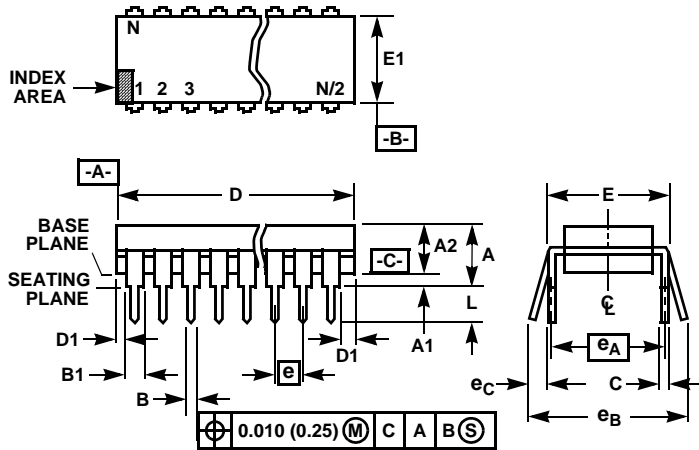 N
E1
INDEX
AREA
1 2 3 N/2
-B-
-A-
D
E
BASE
PLANE
A2
A
-C-
SEATING
PLANE
L
℄
D1
A1
D1
eA
B1
e
eC
C
B
eB
⌖ 0.010 (0.25) Ⓜ C A B Ⓢ